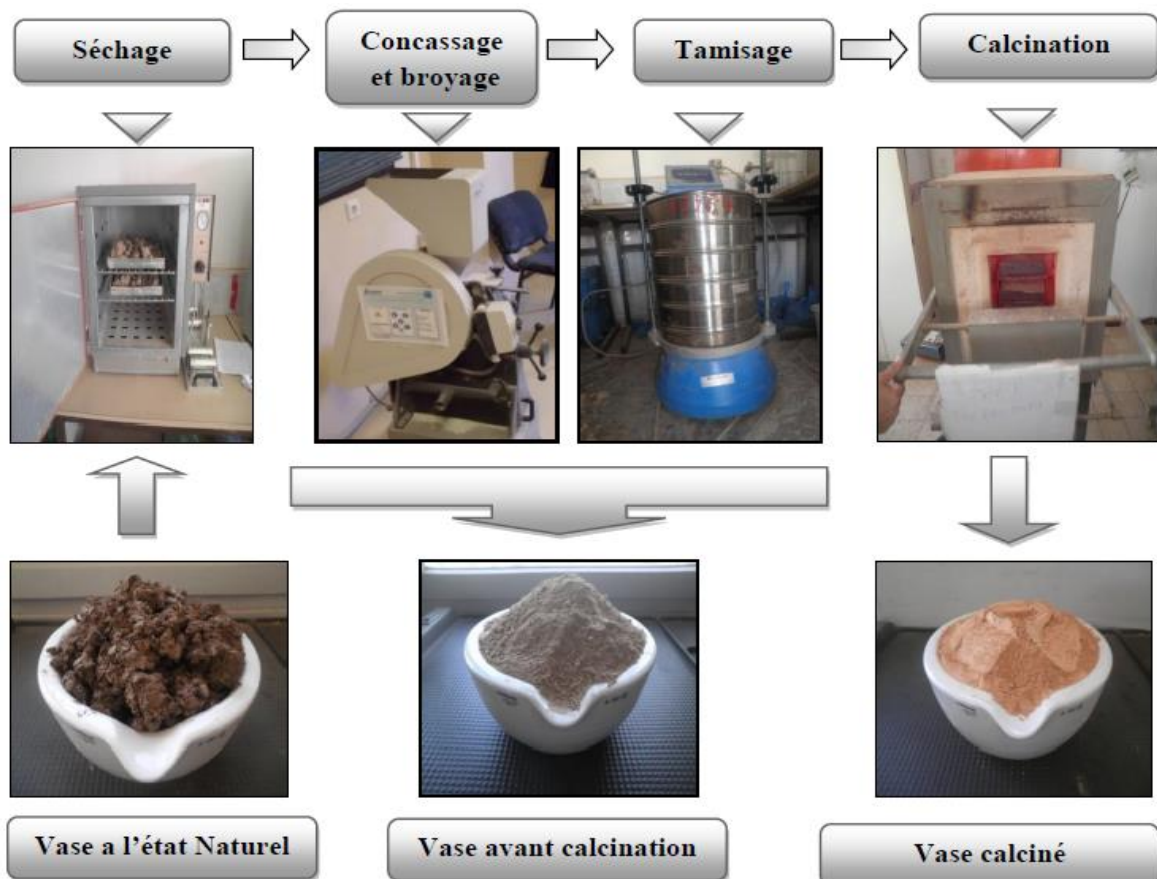 Séchage
Concassage
et broyage
Tamisage
Calcination
Vase a l'état Naturel
Vase avant calcination
Vase calciné